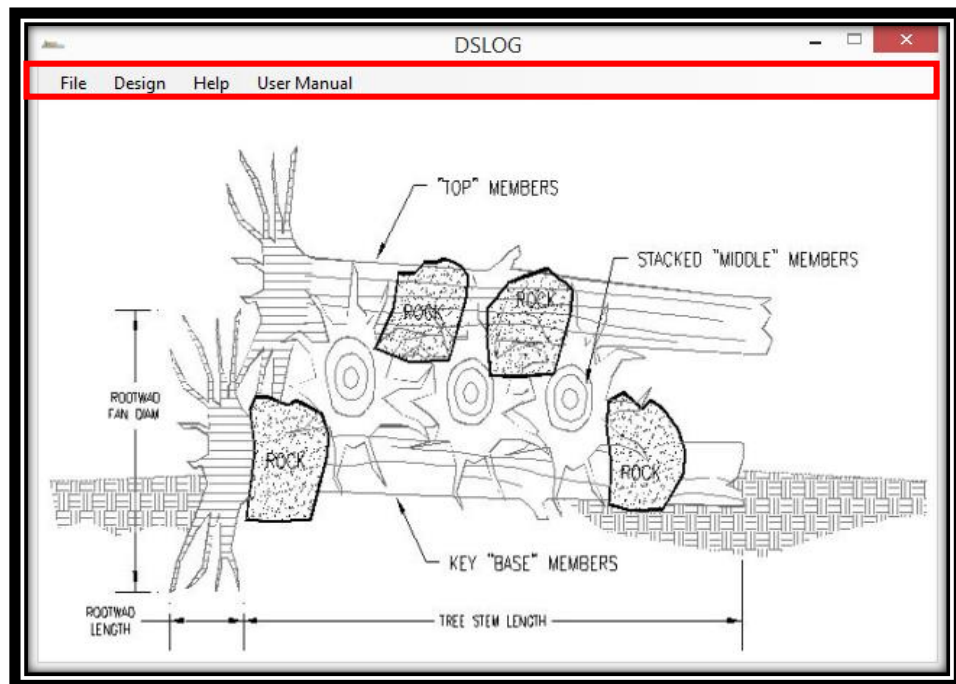 DSLOG
File Design Help User Manual
"TOP" MEMBERS
STACKED "MIDDLE" MEMBERS
ROCK
ROCK
ROOTWAD
FAN DIAM
ROCK
ROCK
KEY "BASE" MEMBERS
ROOTWAD
LENGTH
TREE STEM LENGTH